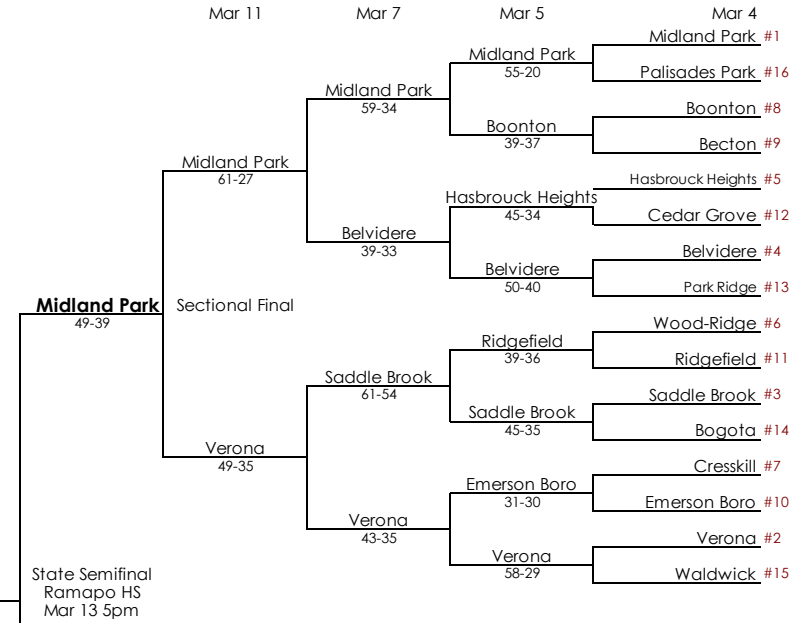 Mar 11 Mar 7 Mar 5 Mar 4
Midland Park #1
Midland Park
55-20
Palisades Park #16
Midland Park
59-34
Boonton #8
Boonton
39-37
Becton #9
Midland Park
61-27
Hasbrouck Heights #5
Hasbrouck Heights
45-34
Cedar Grove #12
Belvidere
39-33
Belvidere #4
Belvidere
50-40
Park Ridge #13
Midland Park Sectional Final
49-39
Wood-Ridge #6
Ridgefield
39-36
Ridgefield #11
Saddle Brook
61-54
Saddle Brook #3
Saddle Brook
45-35
Bogota #14
Verona
49-35
Cresskill #7
Emerson Boro
31-30
Emerson Boro #10
Verona
43-35
Verona #2
Verona
58-29
Waldwick #15
State Semifinal
Ramapo HS
Mar 13 5pm